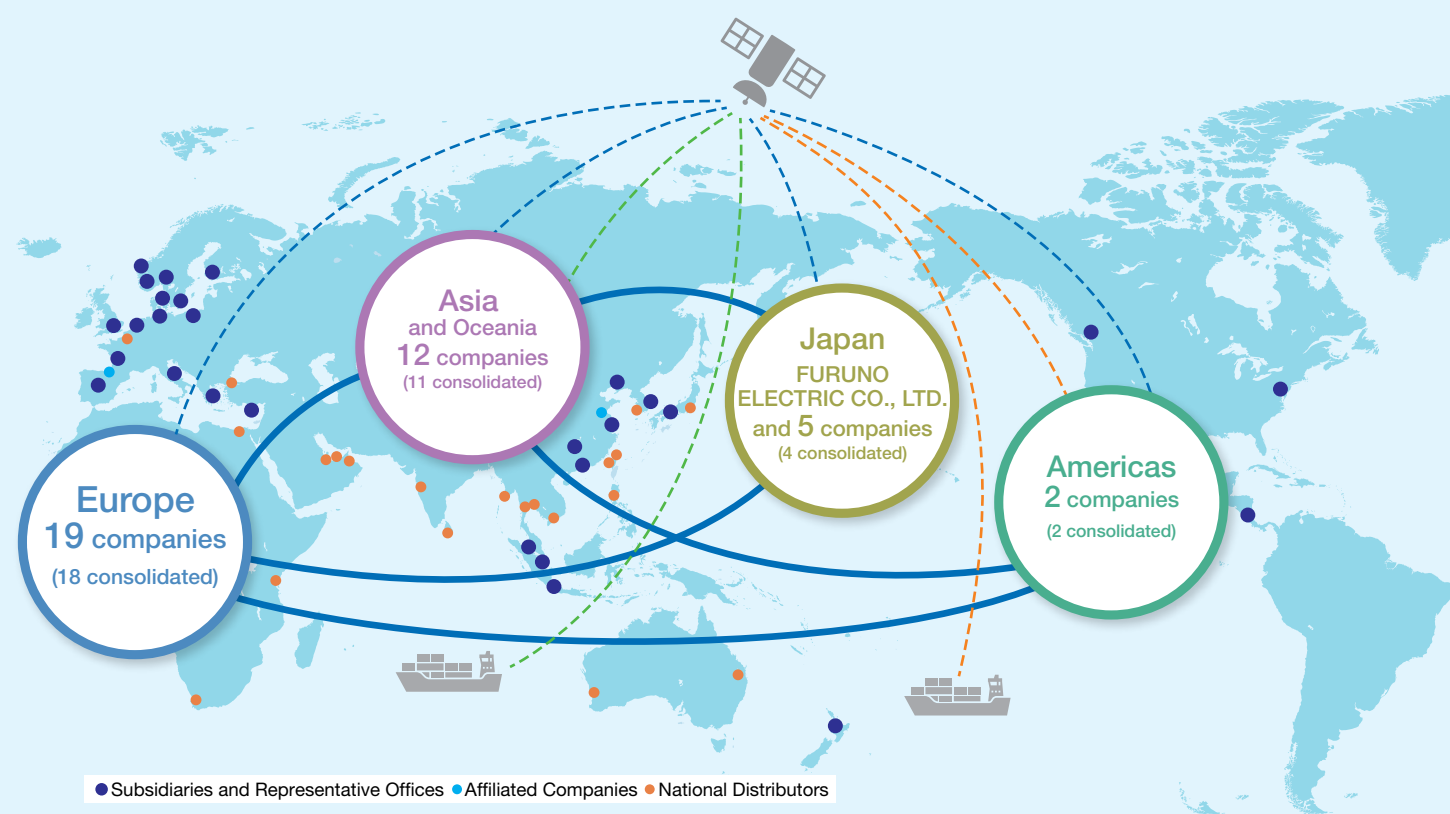 Asia
and Oceania
12 companies
(11 consolidated)
Japan
FURUNO
ELECTRIC CO., LTD.
and 5 companies
(4 consolidated)
Europe
19 companies
(18 consolidated)
Americas
2 companies
(2 consolidated)
Subsidiaries and Representative Offices Affiliated Companies National Distributors